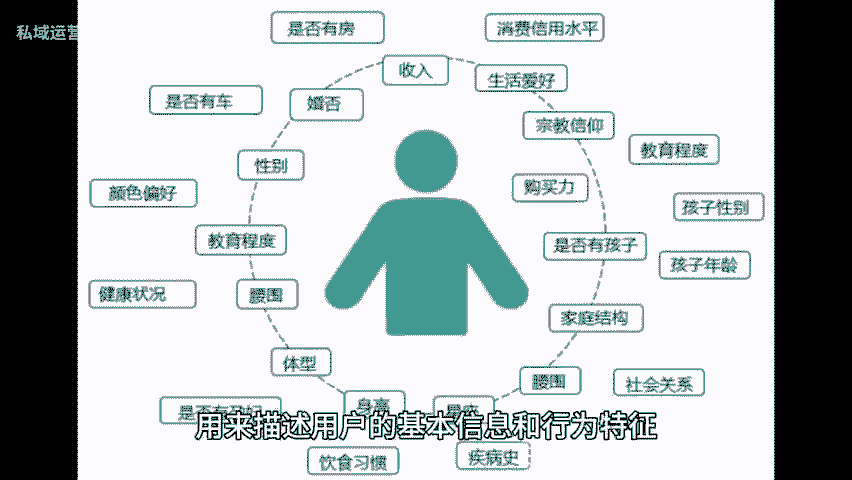 是否有房
消费信用水平
私域运营
收入
生活爱好
是否有车
婚否
宗教信仰
教育程度
性别
购买力
颜色偏好
孩子性别
教育程度
是否有孩子
孩子年龄
健康状况
腰围
家庭结构
体型
腰围
社会关系
身高
用来描述用户的基本信息和行为特征
饮食习惯
疾病史